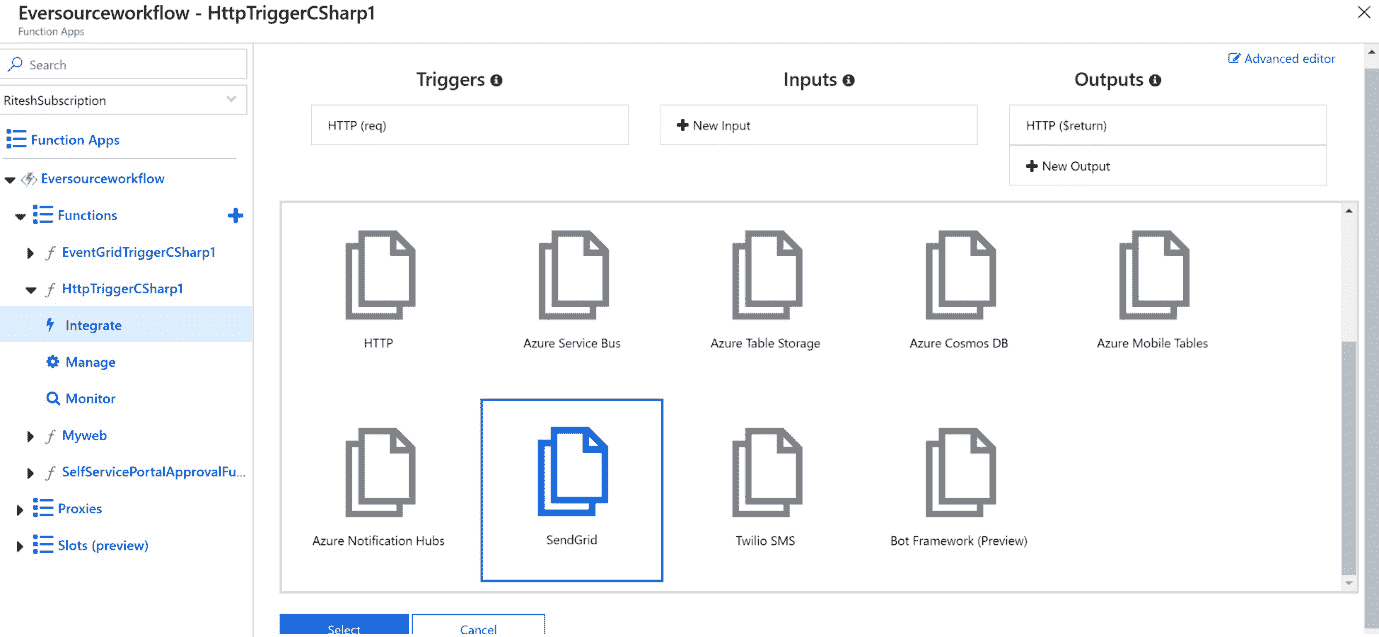 Eversourceworkflow - HttpTriggerCSharp1
Function Apps
Search
RiteshSubscription
Function Apps
Eversourceworkflow
Functions
EventGridTriggerCSharp1
HttpTriggerCSharp1
Integrate
Manage
Monitor
Myweb
SelfServicePortalApprovalFu...
Proxies
Slots (preview)
Advanced editor
Triggers
Inputs
Outputs
HTTP (req)
New Input
HTTP ($return)
New Output
HTTP
Azure Service Bus
Azure Table Storage
Azure Cosmos DB
Azure Mobile Tables
Azure Notification Hubs
SendGrid
Twilio SMS
Bot Framework (Preview)
Select
Cancel